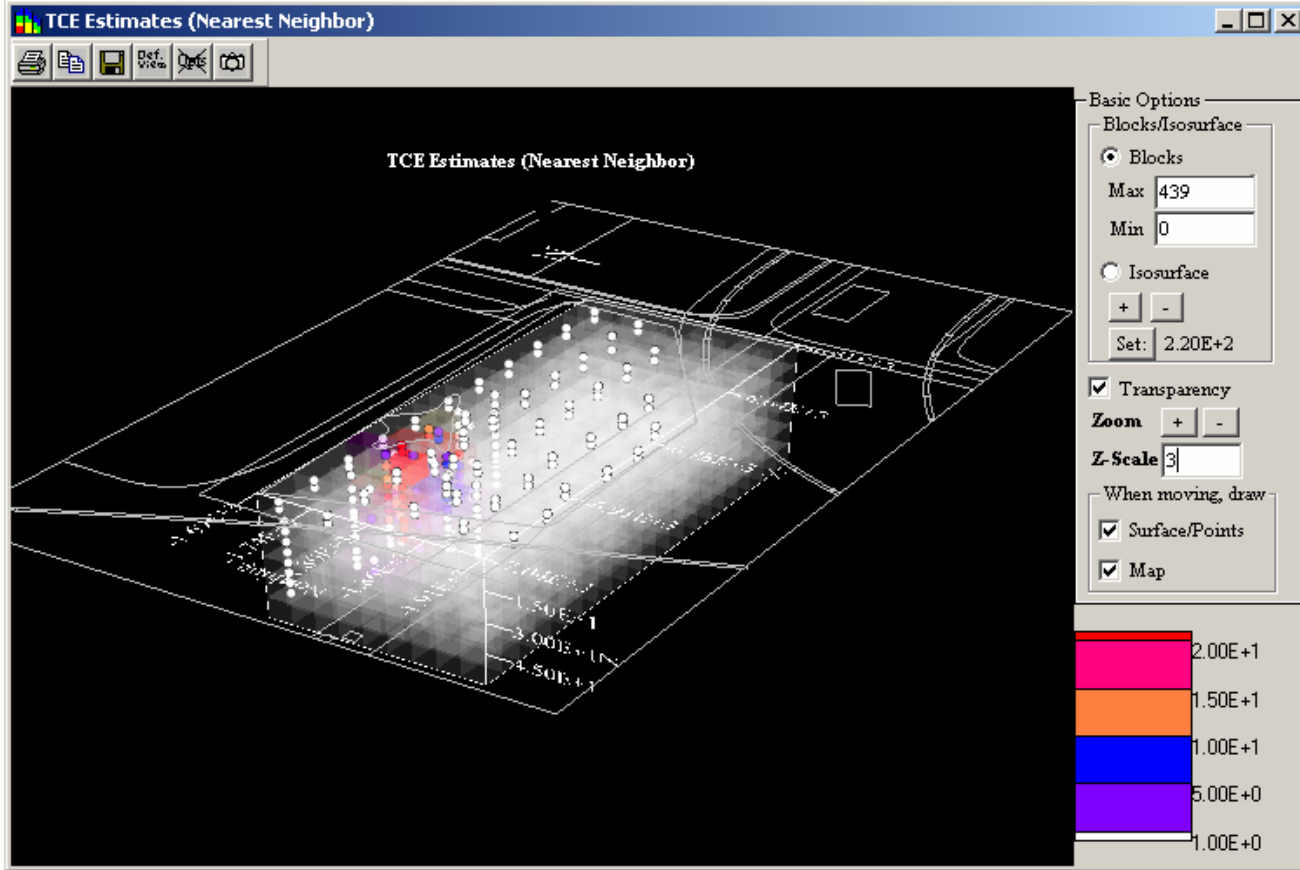 TCE Estimates (Nearest Neighbor)
Def.
View
TCE Estimates (Nearest Neighbor)
1.50E+1
3.00E+1
4.50E+1
Basic Options
Blocks/Isosurface
Blocks
Max 439
Min 0
Isosurface
+ -
Set: 2.20E+2
Transparency
Zoom + -
Z-Scale 3
When moving, draw
Surface/Points
Map
2.00E+1
1.50E+1
1.00E+1
5.00E+0
1.00E+0